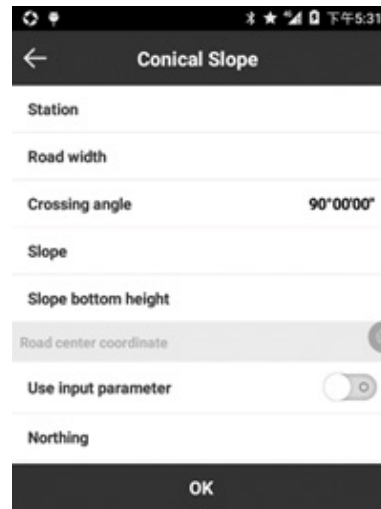 下午5:31
Conical Slope
Station
Road width
Crossing angle 90°00'00"
Slope
Slope bottom height
Road center coordinate
Use input parameter
Northing
OK